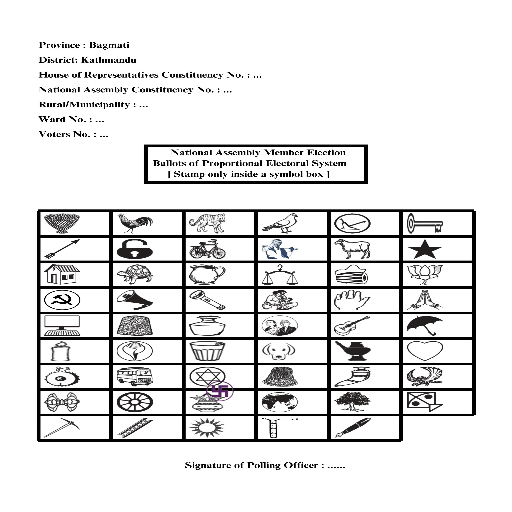 Province : Bagmati
District: Kathmandu
House of Representatives Constituency No. : ...
National Assembly Constituency No. : ...
Rural/Municipality : ...
Ward No. : ...
Voters No. : ...
National Assembly Member Election
Ballots of Proportional Electoral System
[ Stamp only inside a symbol box ]
Signature of Polling Officer : ......